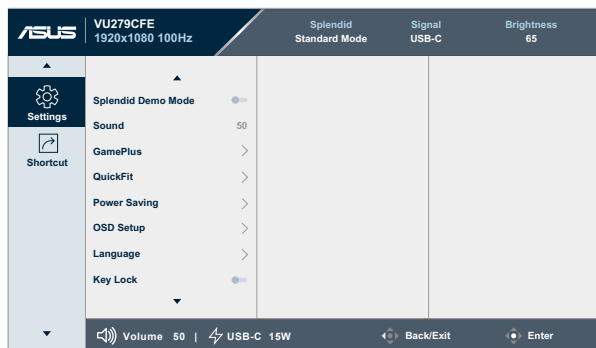 ASUS
VU279CFE
1920x1080 100Hz
Splendid
Standard Mode
Signal
USB-C
Brightness
65
Settings
Shortcut
Splendid Demo Mode
Sound 50
GamePlus
QuickFit
Power Saving
OSD Setup
Language
Key Lock
Volume 50 | USB-C 15W
Back/Exit
Enter